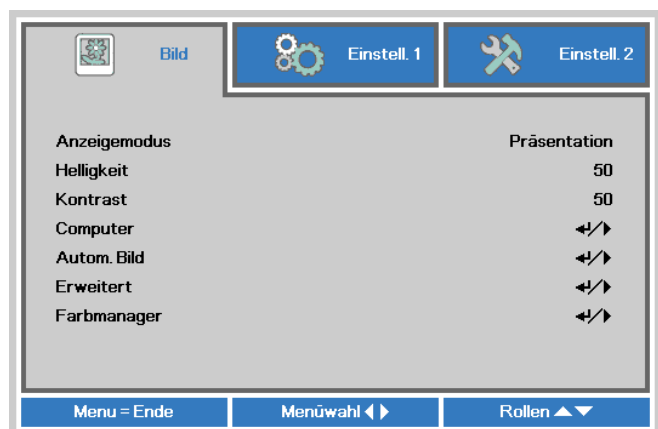 Bild Einstell. 1 Einstell. 2
Anzeigemodus Präsentation
Helligkeit 50
Kontrast 50
Computer ↵/▶
Autom. Bild ↵/▶
Erweitert ↵/▶
Farbmanager ↵/▶
Menu = Ende Menüwahl ◀▶ Rollen ▲▼